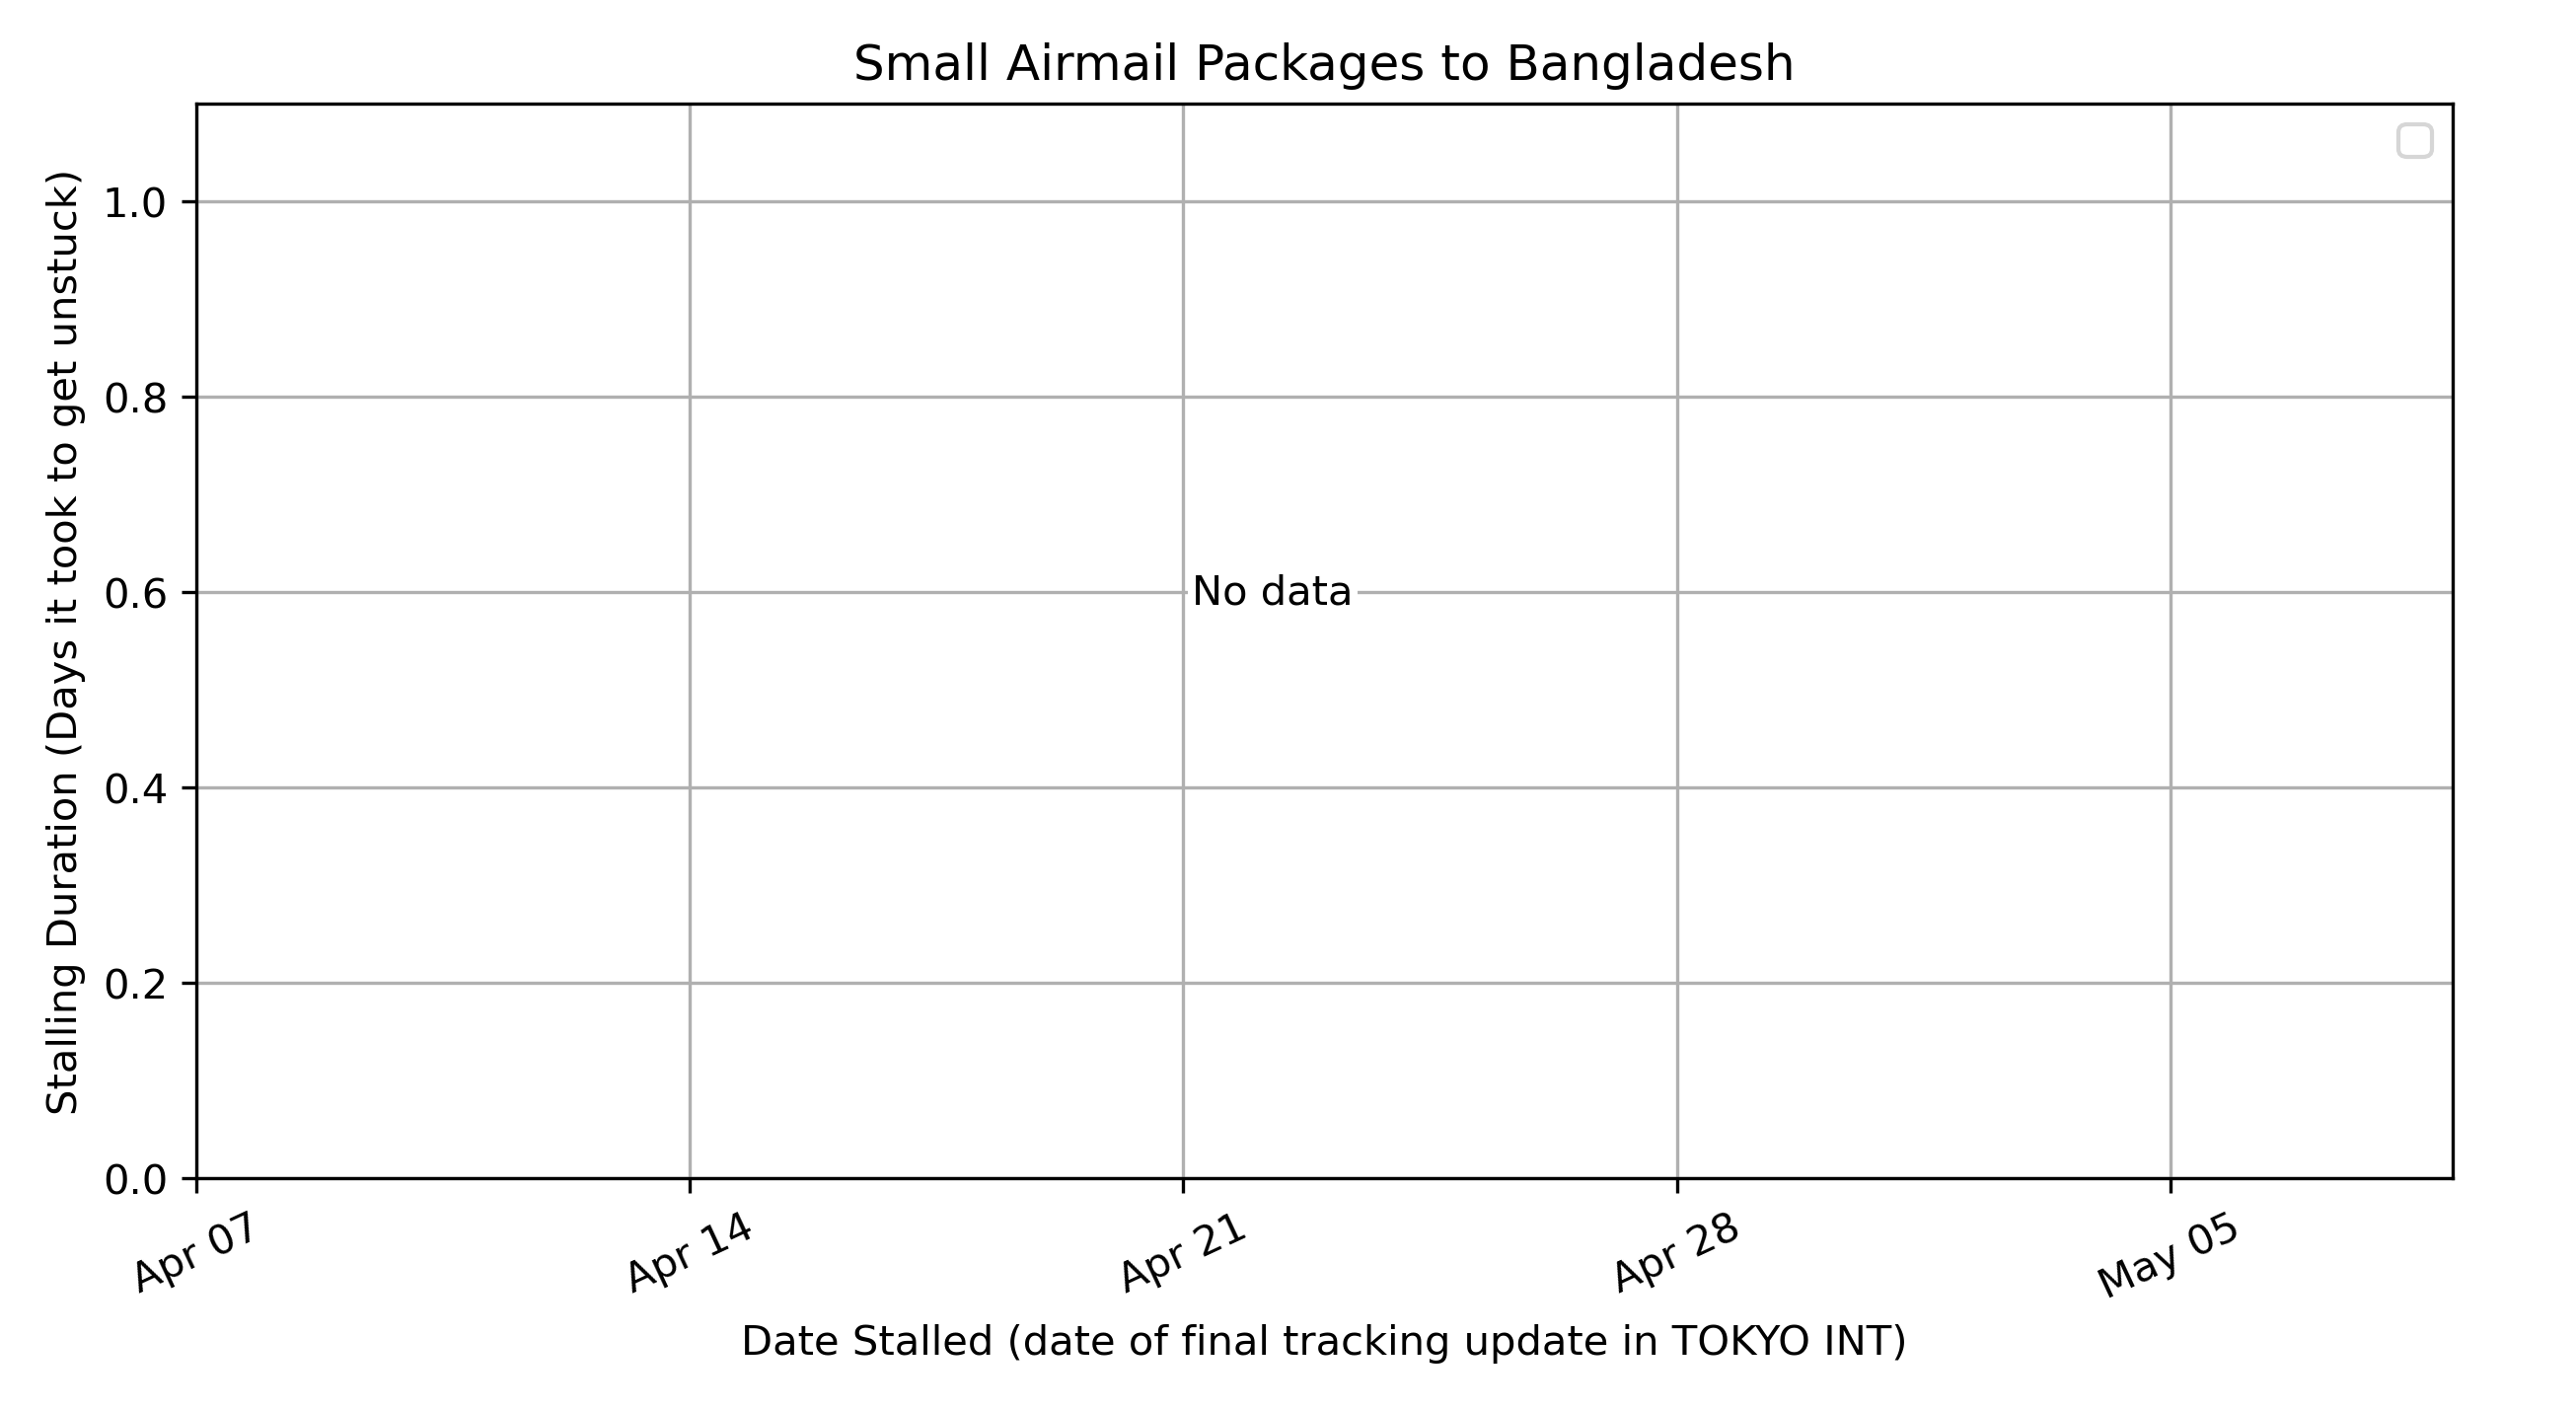 Small Airmail Packages to Bangladesh
Stalling Duration (Days it took to get unstuck)
1.0
0.8
0.6
0.4
0.2
0.0
No data
Apr 07
Apr 14
Apr 21
Apr 28
May 05
Date Stalled (date of final tracking update in TOKYO INT)